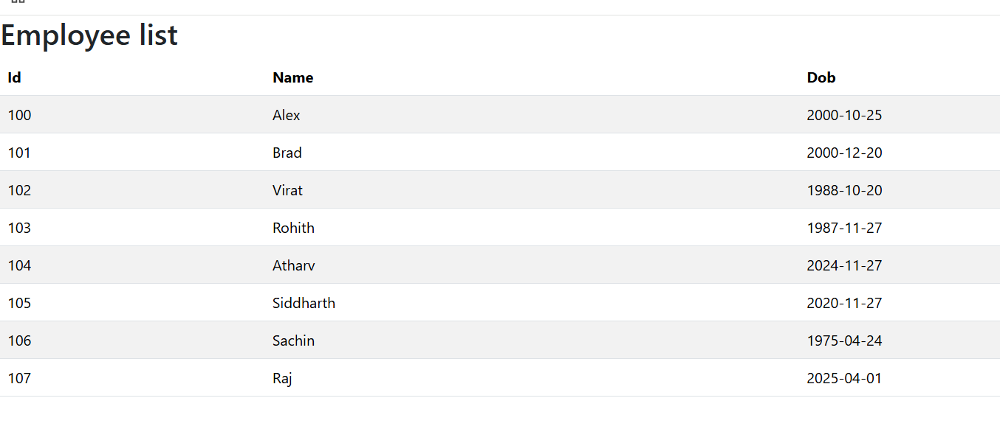 Employee list
Id Name Dob
100 Alex 2000-10-25
101 Brad 2000-12-20
102 Virat 1988-10-20
103 Rohith 1987-11-27
104 Atharv 2024-11-27
105 Siddharth 2020-11-27
106 Sachin 1975-04-24
107 Raj 2025-04-01